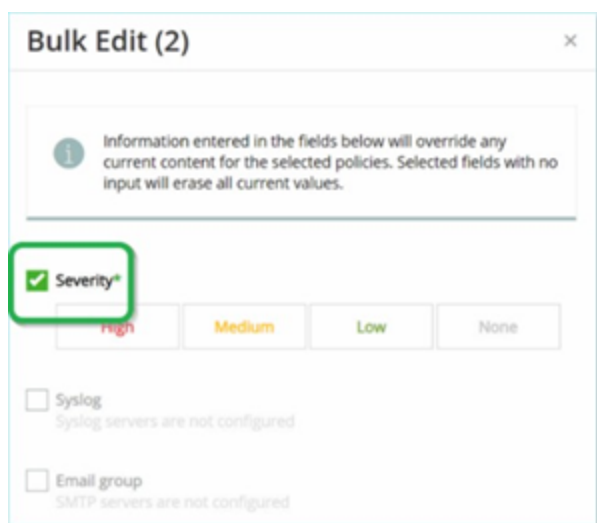 Bulk Edit (2)
Information entered in the fields below will override any
current content for the selected policies. Selected fields with no
input will erase all current values.
Severity*
High Medium Low None
Syslog
Syslog servers are not configured
Email group
SMTP servers are not configured